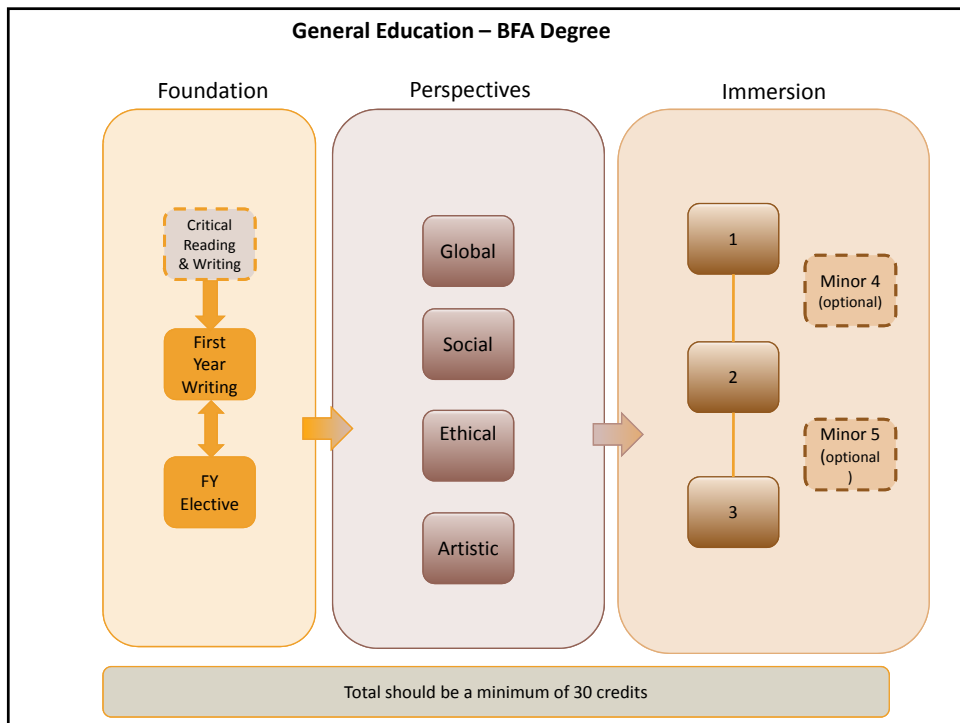 General Education – BFA Degree
Foundation
Perspectives
Immersion
Critical
Reading
& Writing
First
Year
Writing
FY
Elective
Global
Social
Ethical
Artistic
1
2
3
Minor 4
(optional)
Minor 5
(optional
)
Total should be a minimum of 30 credits